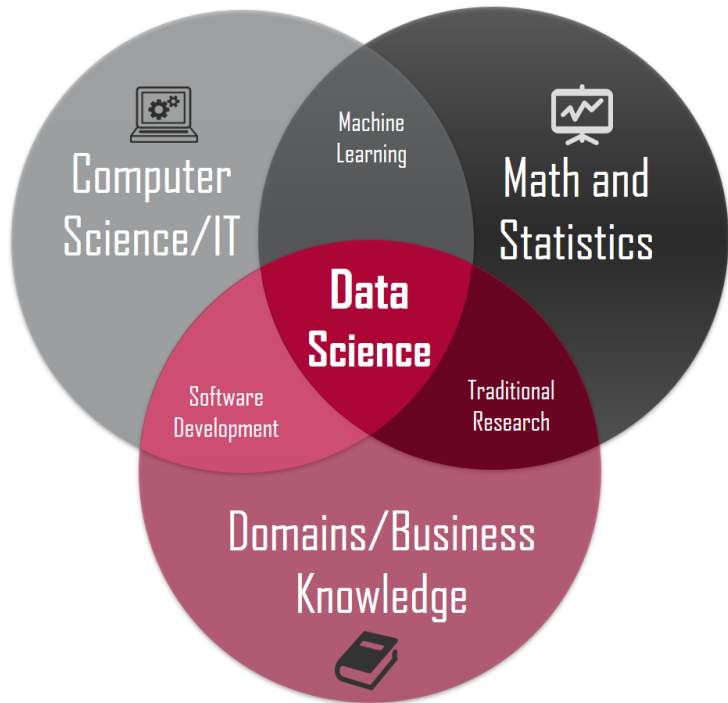 Machine
Learning
Computer
Science/IT
Math and
Statistics
Data
Science
Software
Development
Traditional
Research
Domains/Business
Knowledge